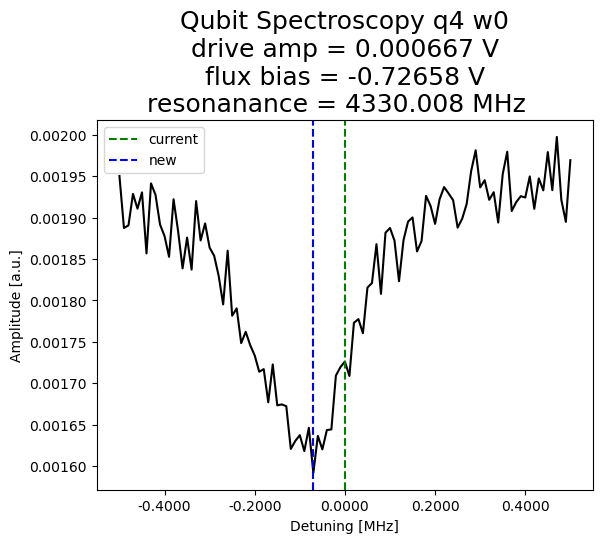 Qubit Spectroscopy q4 w0
drive amp = 0.000667 V
flux bias = -0.72658 V
resonanance = 4330.008 MHz
current
new
0.00200
0.00195
0.00190
0.00185
0.00180
0.00175
0.00170
0.00165
0.00160
Amplitude [a.u.]
-0.4000
-0.2000
0.0000
0.2000
0.4000
Detuning [MHz]